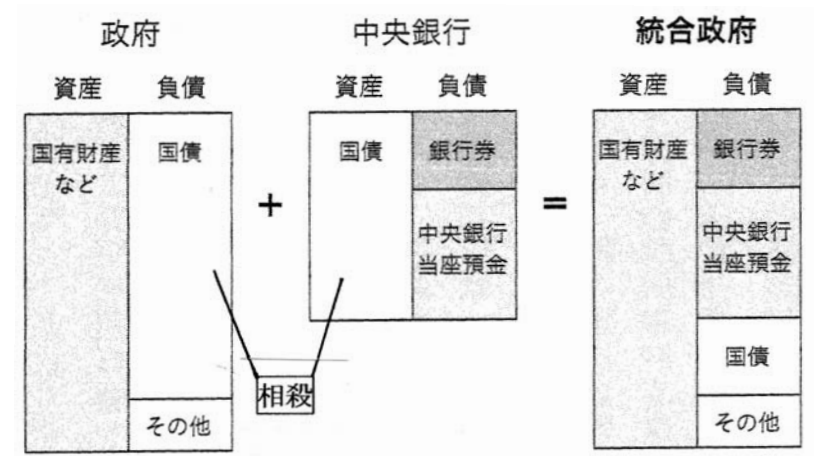 政府
中央銀行
統合政府
資産 負債
資産 負債
資産 負債
国有財産
など
国債
その他
+
国債
銀行券
中央銀行
当座預金
=
国有財産
など
銀行券
中央銀行
当座預金
国債
その他
相殺